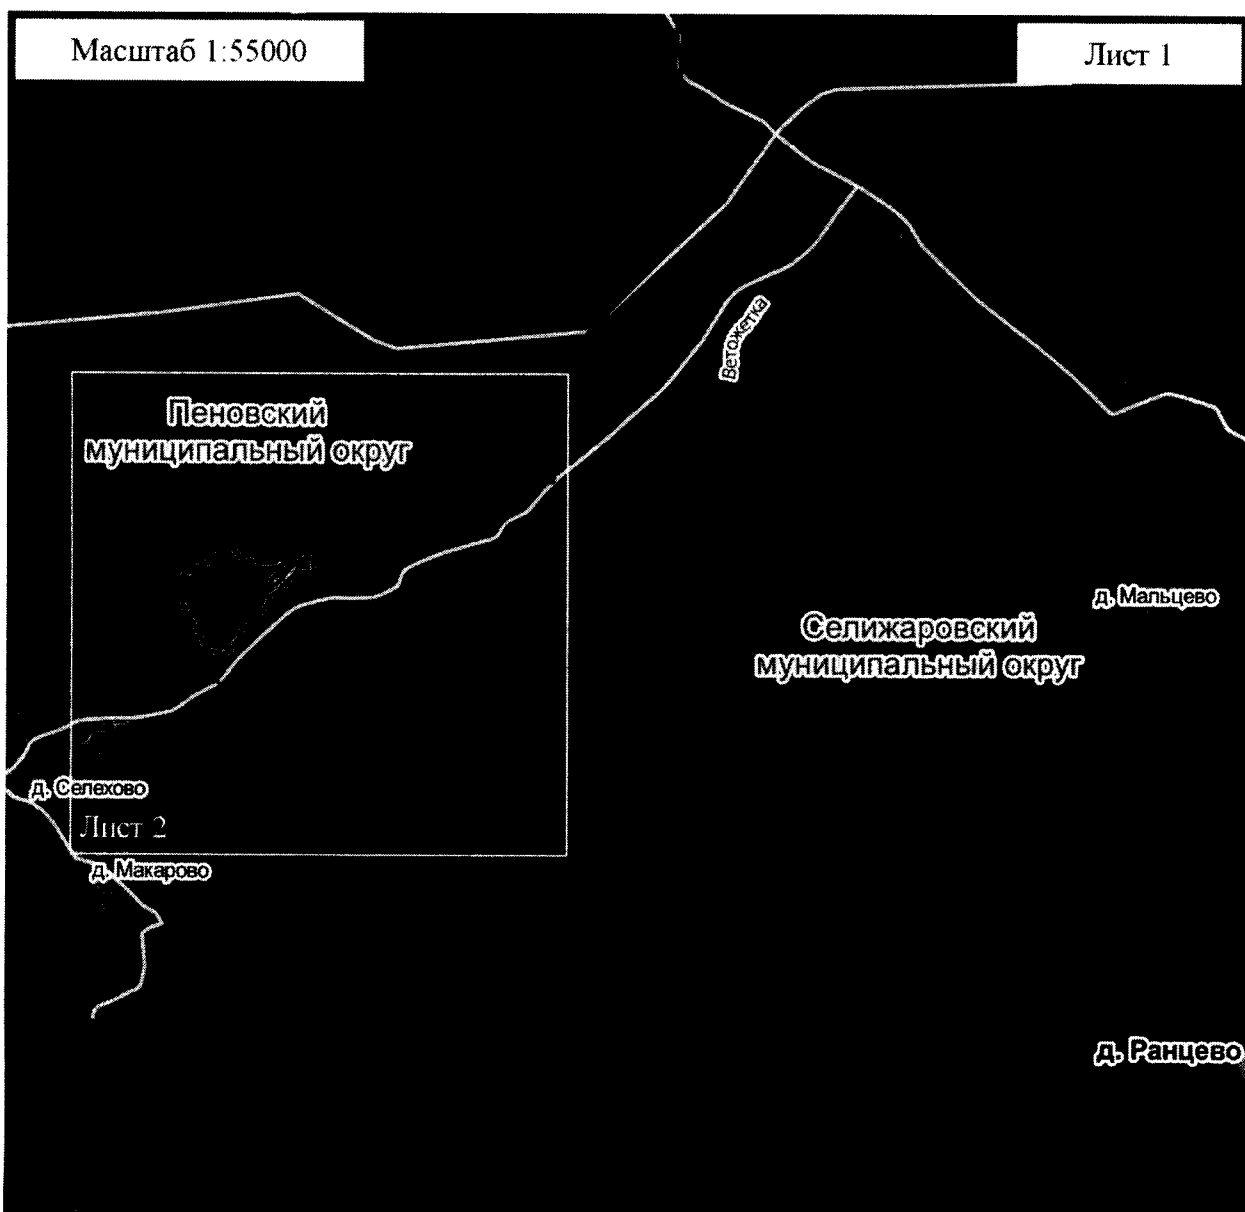 Масштаб 1:55000
Лист 1
Ветожетка
Пеновский
муниципальный округ
д. Мальцево
Селижаровский
муниципальный округ
д. Селехово
Лист 2
д. Макарово
д. Ранцево